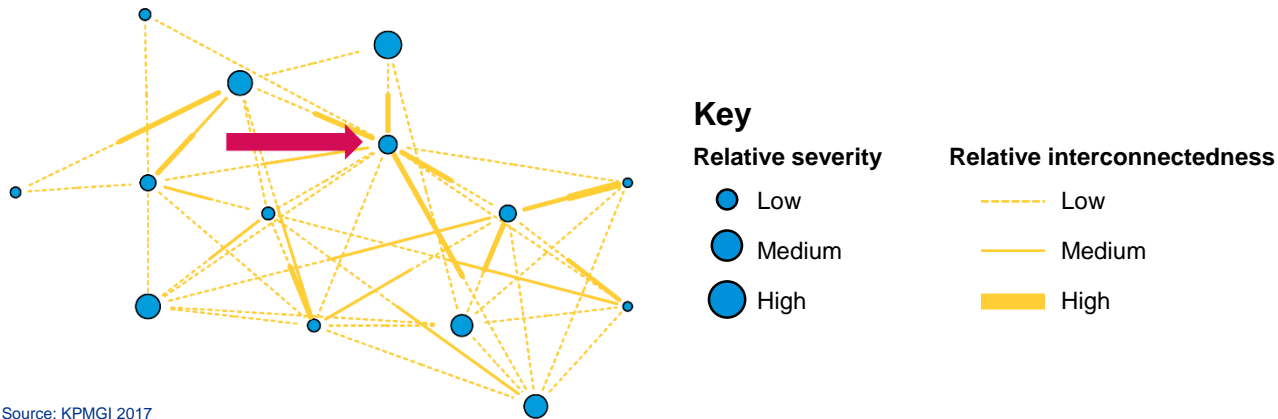 Key
Relative severity Relative interconnectedness
Low Low
Medium Medium
High High
Source: KPMGI 2017